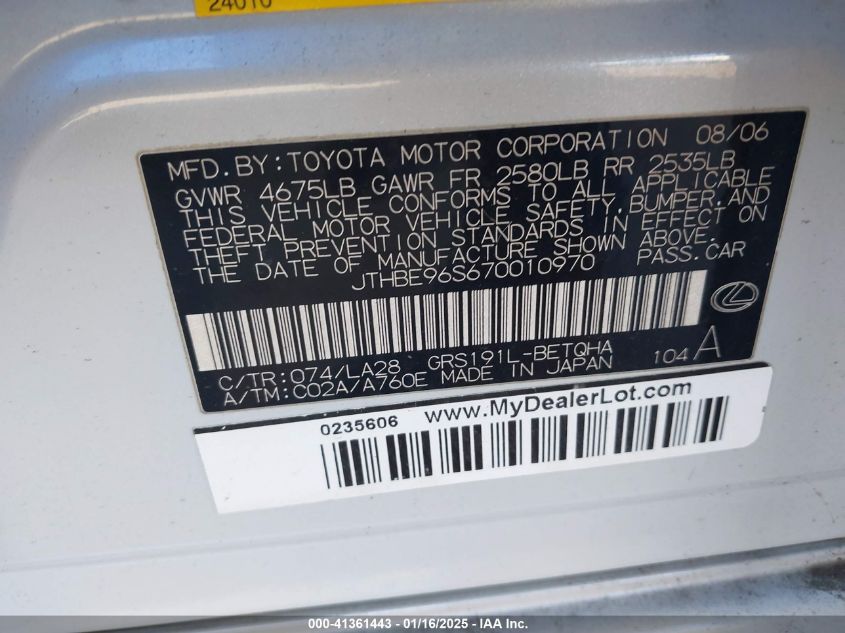 24010
MFD. BY: TOYOTA MOTOR CORPORATION 08/06
GVWR 4675LB GAWR FR 2580LB RR 2535LB
THIS VEHICLE CONFORMS TO ALL APPLICABLE
FEDERAL MOTOR VEHICLE SAFETY, BUMPER, AND
THEFT PREVENTION STANDARDS IN EFFECT ON
THE DATE OF MANUFACTURE SHOWN ABOVE.
JTHBE96S670010970 PASS. CAR
C/TR: 074/LA28 GRS191L-BETQHA
A/TM: C02A/A760E MADE IN JAPAN 104 A
0235606 www.MyDealerLot.com
000-41361443 - 01/16/2025 - IAA Holdings, LLC.